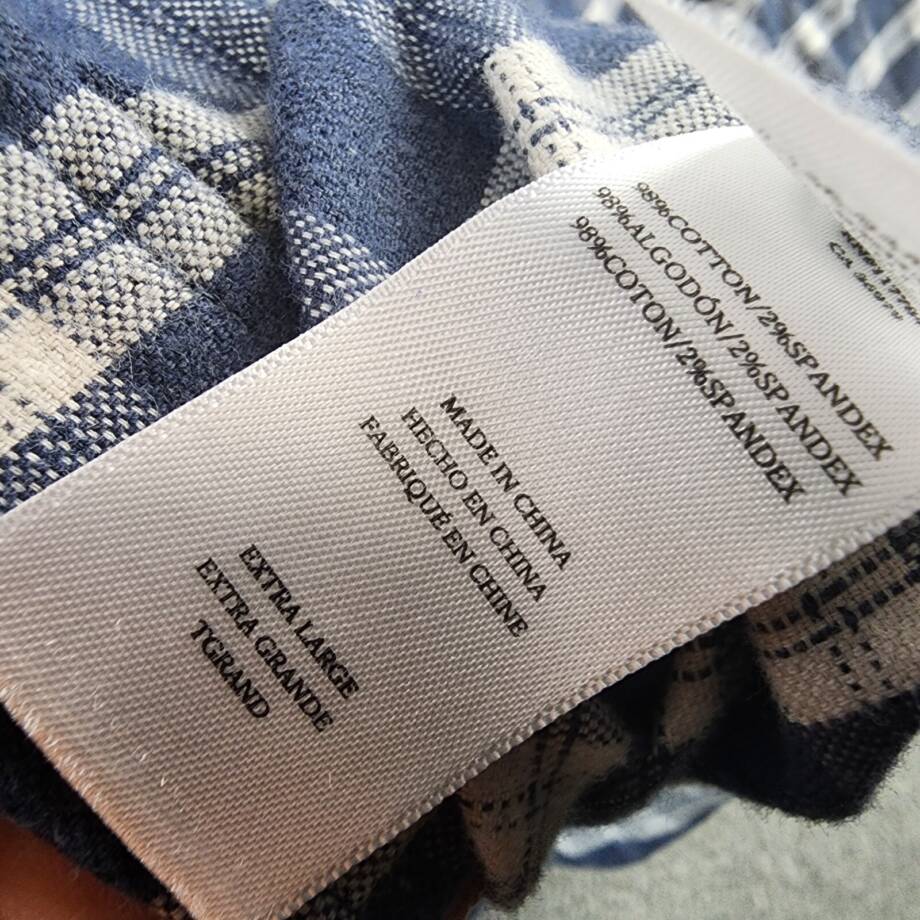 98%COTTON/2%SPANDEX
98%ALGODÓN/2%SPANDEX
98%COTON/2%SPANDEX
MADE IN CHINA
HECHO EN CHINA
FABRIQUÉ EN CHINE
EXTRA LARGE
EXTRA GRANDE
TGRAND